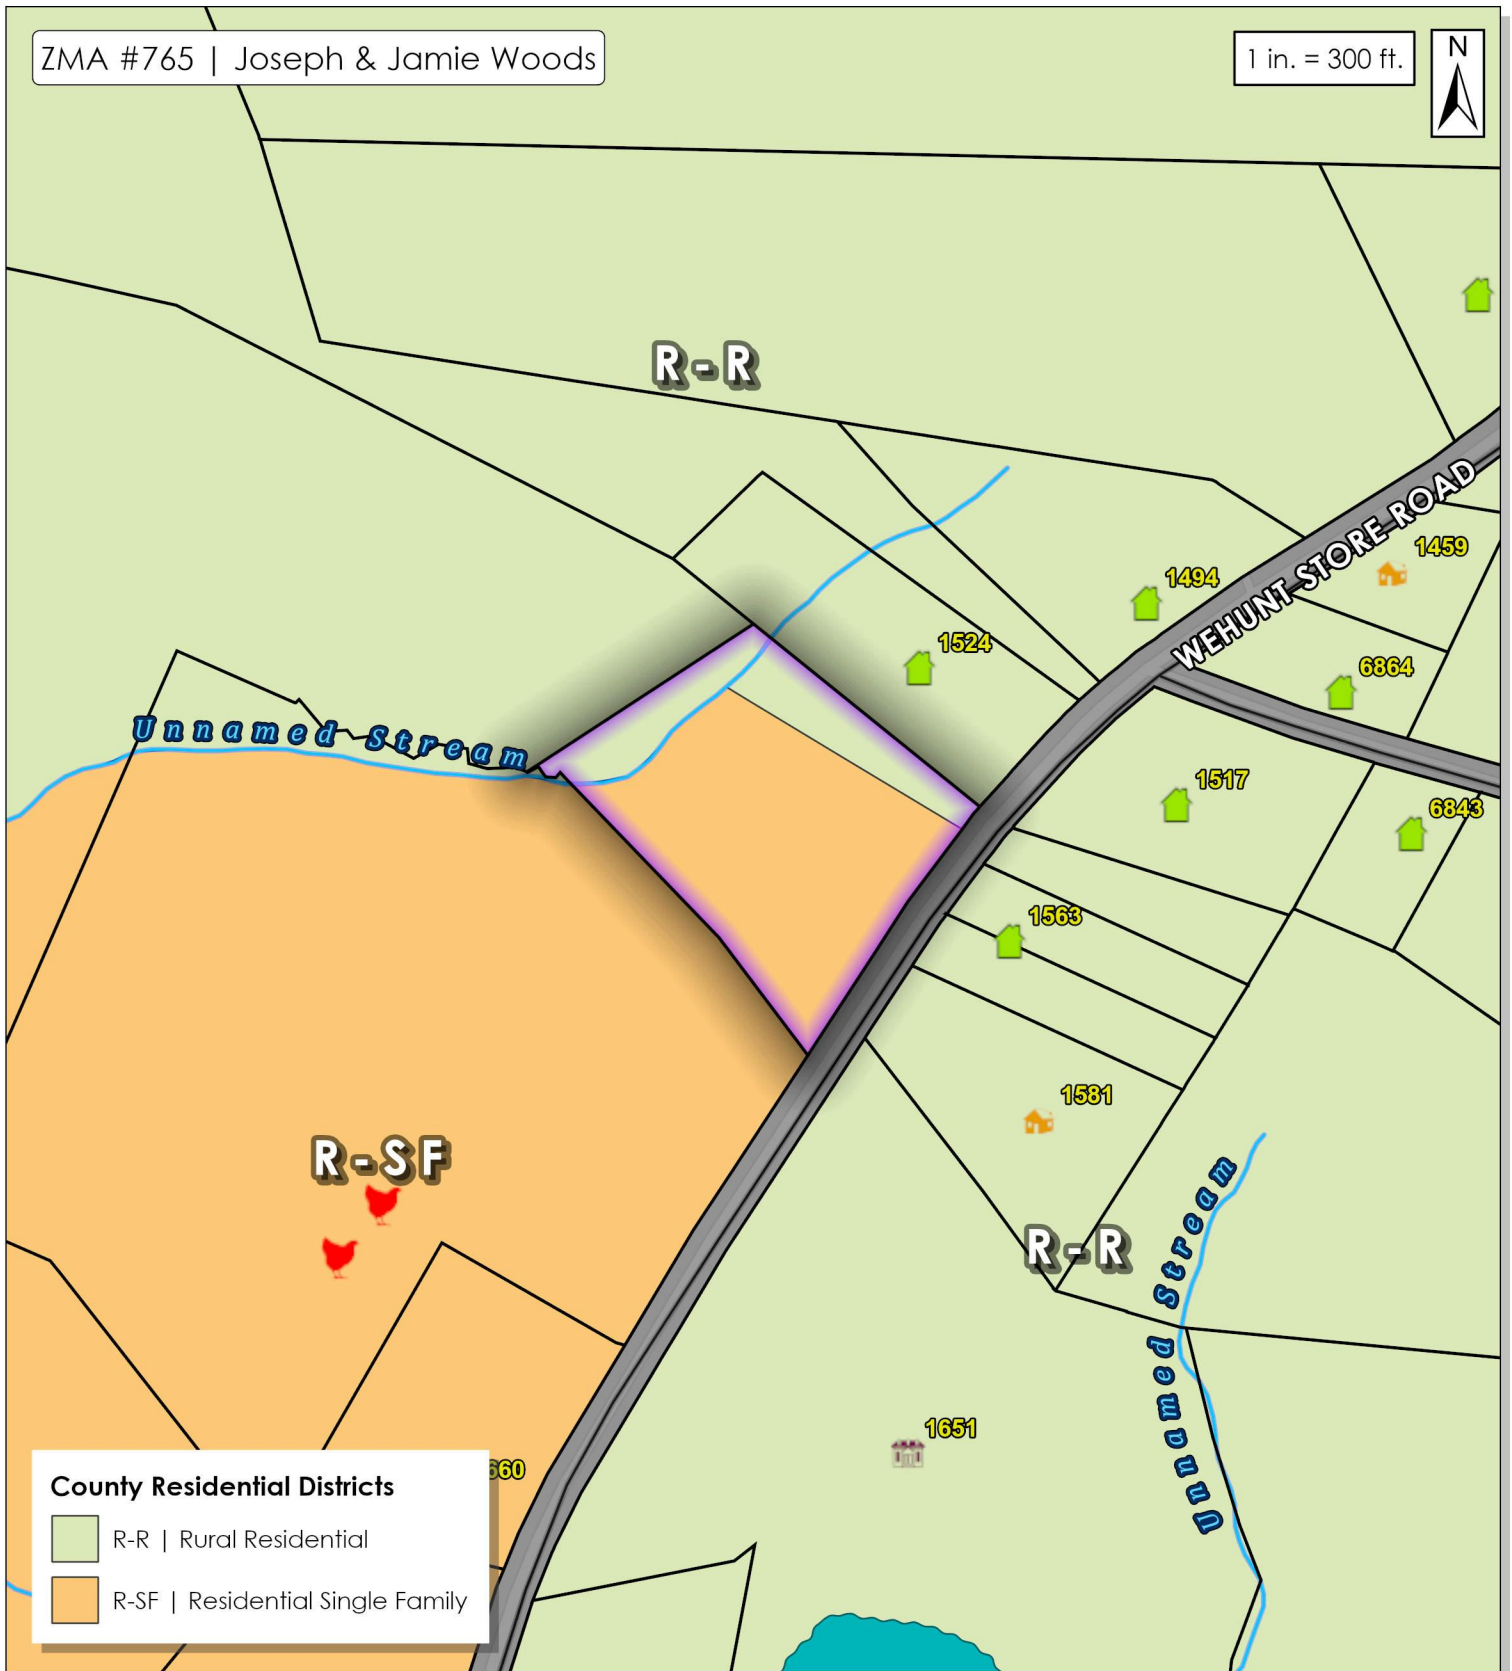 ZMA #765 | Joseph & Jamie Woods
1 in. = 300 ft.
N
R - R
WEHUNT STORE ROAD
1459
1494
1524
6864
Unnamed Stream
1517
6843
1563
1581
R - SF
R - R
Unnamed Stream
1651
660
County Residential Districts
R-R | Rural Residential
R-SF | Residential Single Family